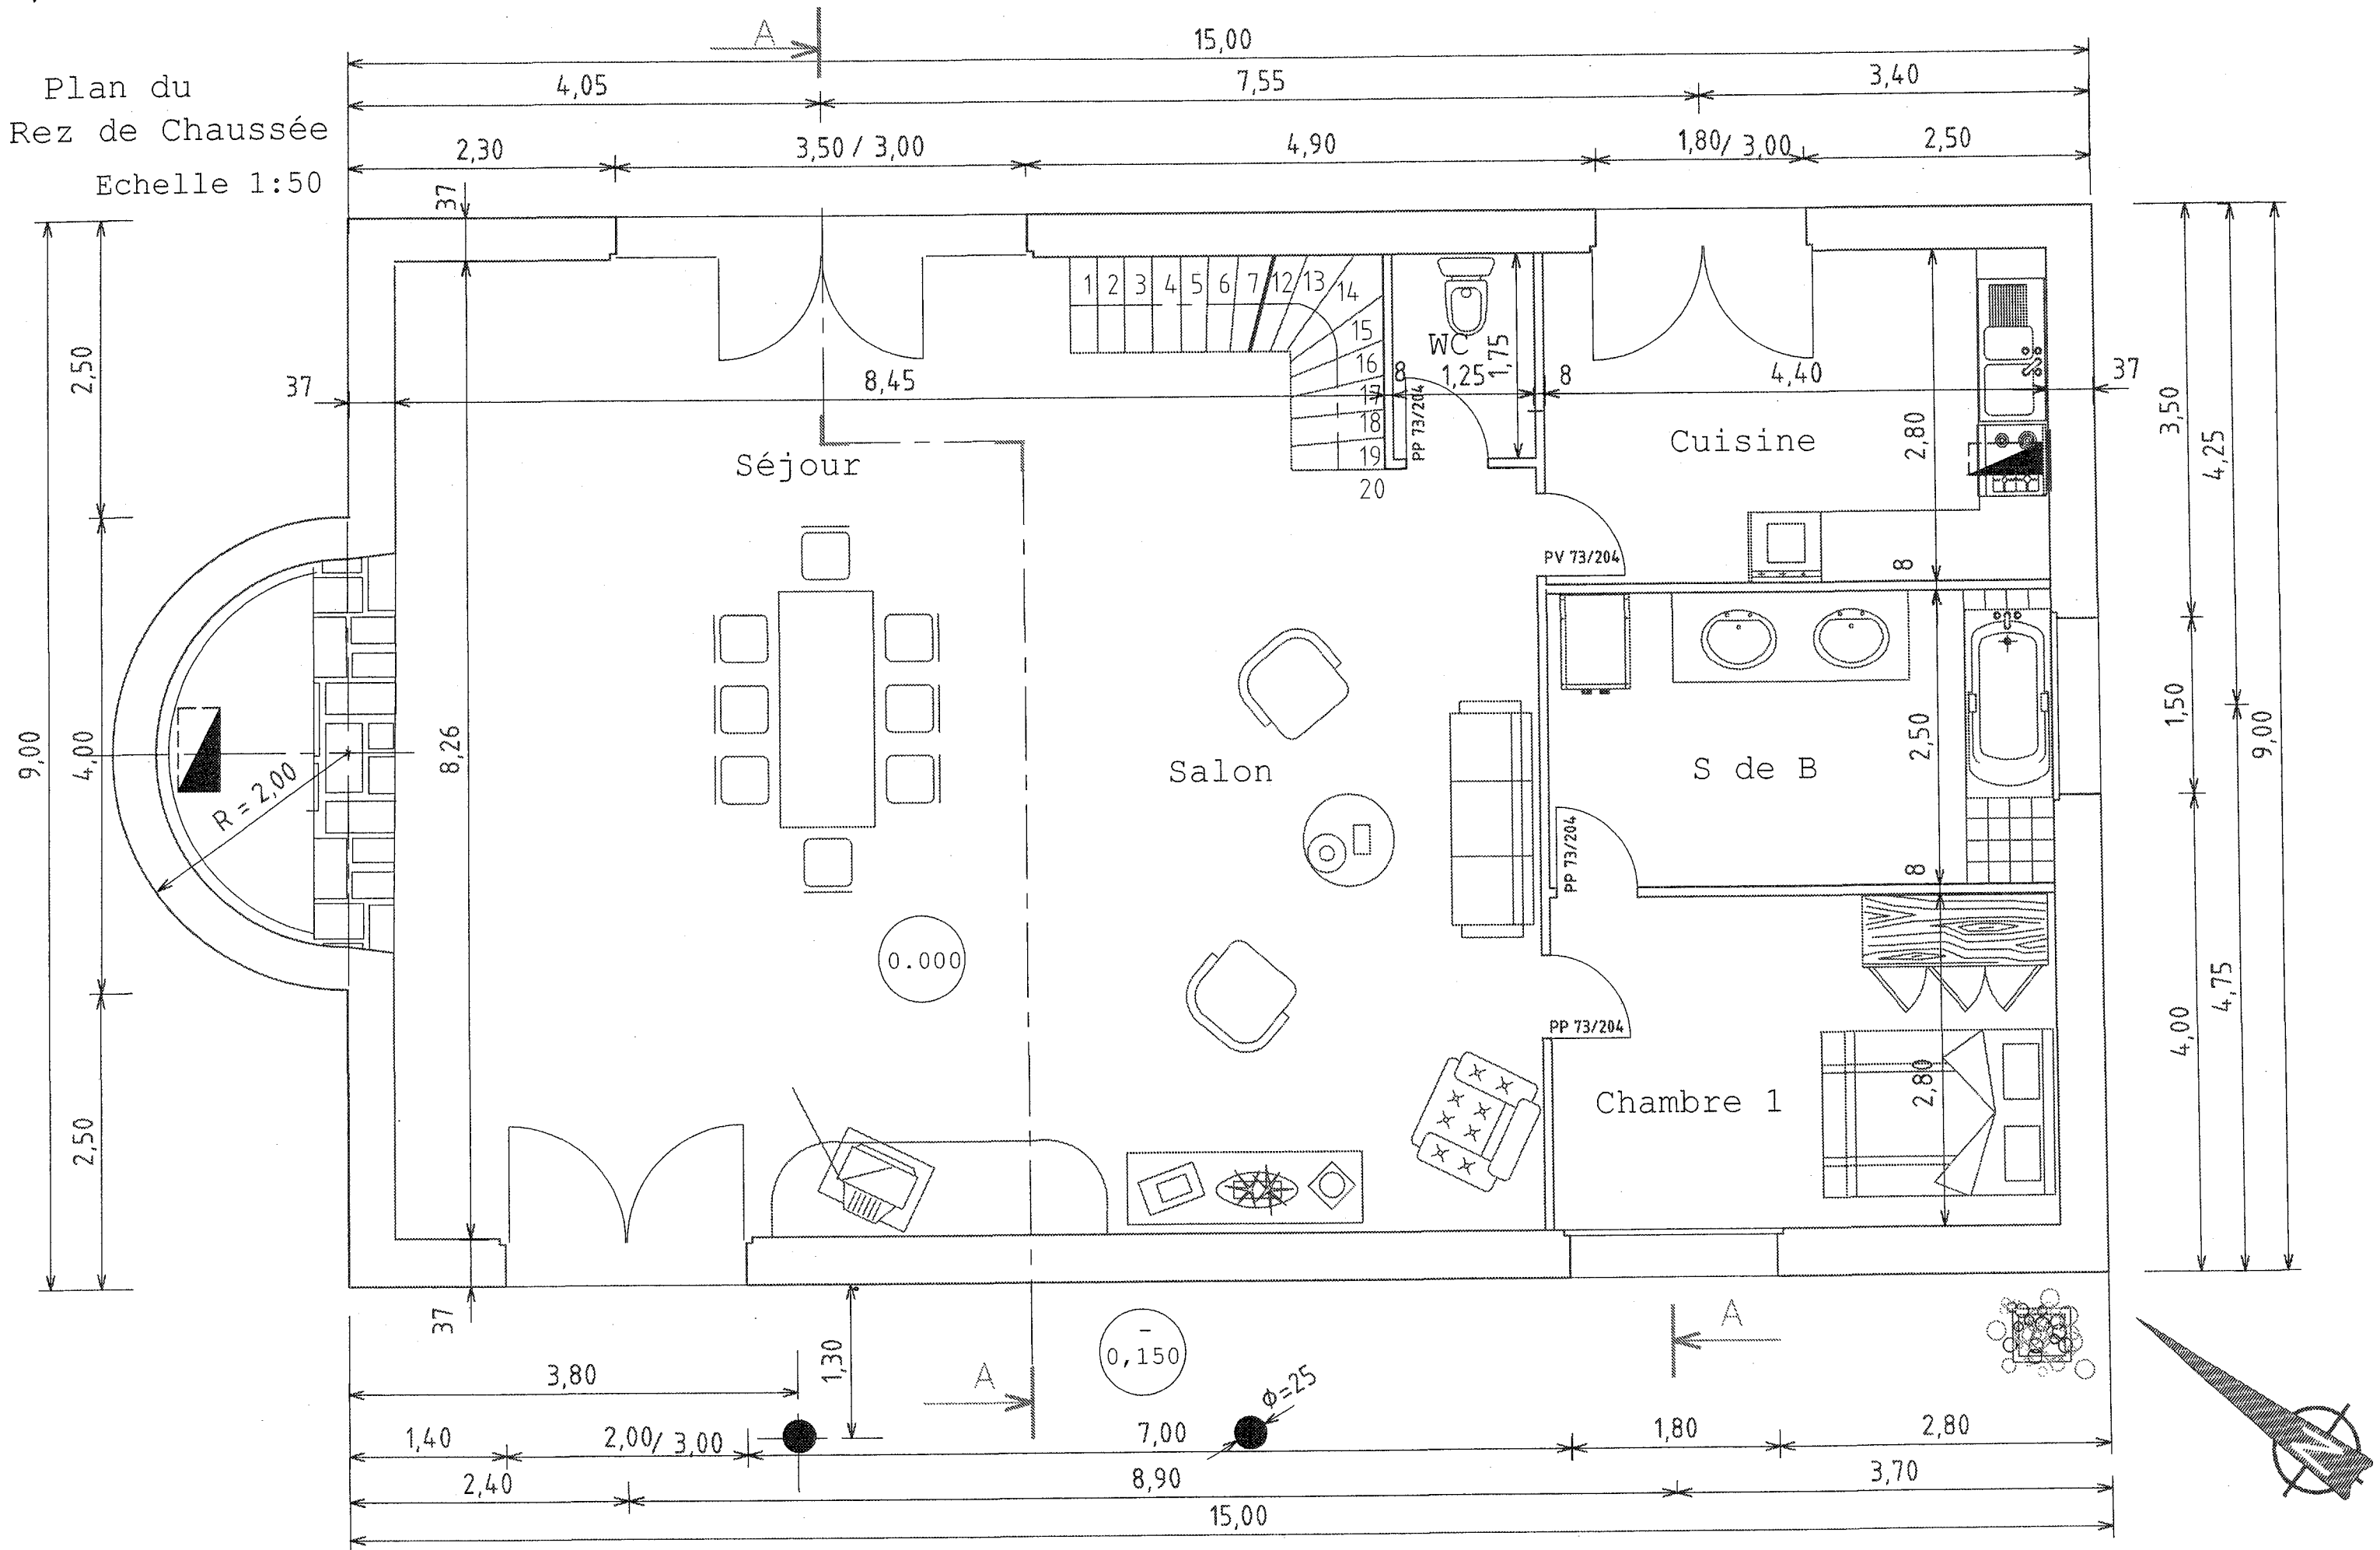 A
15,00
Plan du
Rez de Chaussée
Echelle 1:50
4,05
7,55
3,40
2,30
3,50 / 3,00
4,90
1,80/ 3,00
2,50
37
1 2 3 4 5 6 7 12 13 14
15
16
17
18
19
20
WC
1,75
2,50
37
8,45
8
1,25
8
4,40
37
PP 73/204
3,50
4,25
2,80
Séjour
Cuisine
PV 73/204
8
9,00
4,00
8,26
R = 2,00
Salon
S de B
2,50
1,50
9,00
PP 73/204
8
0.000
PP 73/204
4,75
4,00
2,80
Chambre 1
2,50
37
1,30
-
0,150
A
A
3,80
ϕ=25
1,40
2,00/ 3,00
7,00
1,80
2,80
2,40
8,90
3,70
15,00